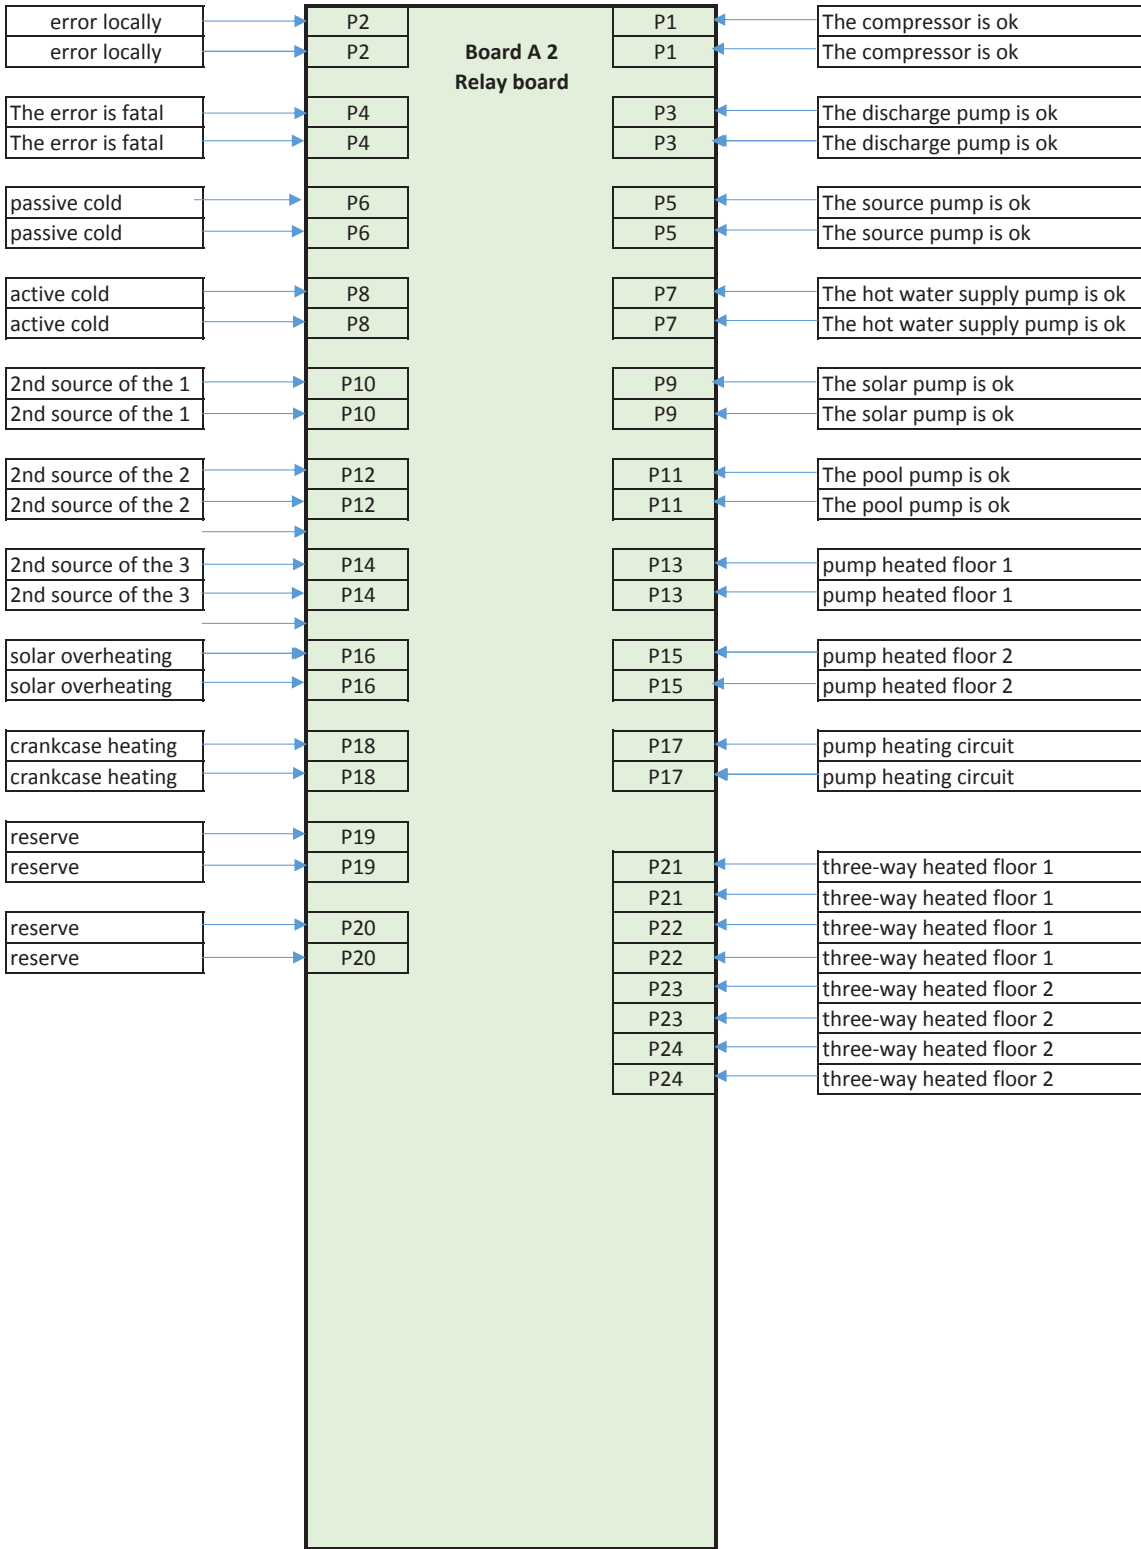 error locally P2 Board A 2 P1 The compressor is ok
error locally P2 Relay board P1 The compressor is ok
The error is fatal P4 P3 The discharge pump is ok
The error is fatal P4 P3 The discharge pump is ok
passive cold P6 P5 The source pump is ok
passive cold P6 P5 The source pump is ok
active cold P8 P7 The hot water supply pump is ok
active cold P8 P7 The hot water supply pump is ok
2nd source of the 1 P10 P9 The solar pump is ok
2nd source of the 1 P10 P9 The solar pump is ok
2nd source of the 2 P12 P11 The pool pump is ok
2nd source of the 2 P12 P11 The pool pump is ok
2nd source of the 3 P14 P13 pump heated floor 1
2nd source of the 3 P14 P13 pump heated floor 1
solar overheating P16 P15 pump heated floor 2
solar overheating P16 P15 pump heated floor 2
crankcase heating P18 P17 pump heating circuit
crankcase heating P18 P17 pump heating circuit
reserve P19
reserve P19 P21 three-way heated floor 1
P21 three-way heated floor 1
reserve P20 P22 three-way heated floor 1
reserve P20 P22 three-way heated floor 1
P23 three-way heated floor 2
P23 three-way heated floor 2
P24 three-way heated floor 2
P24 three-way heated floor 2